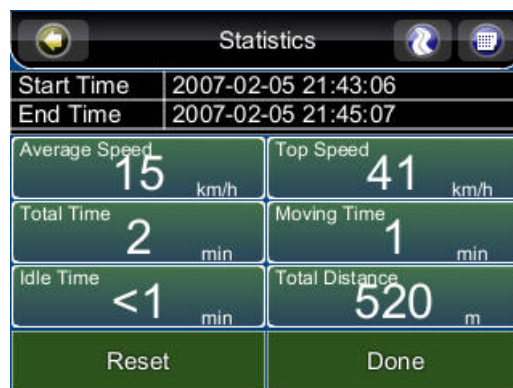 Statistics
Start Time 2007-02-05 21:43:06
End Time 2007-02-05 21:45:07
Average Speed Top Speed
15 km/h 41 km/h
Total Time Moving Time
2 min 1 min
Idle Time Total Distance
<1 min 520 m
Reset Done